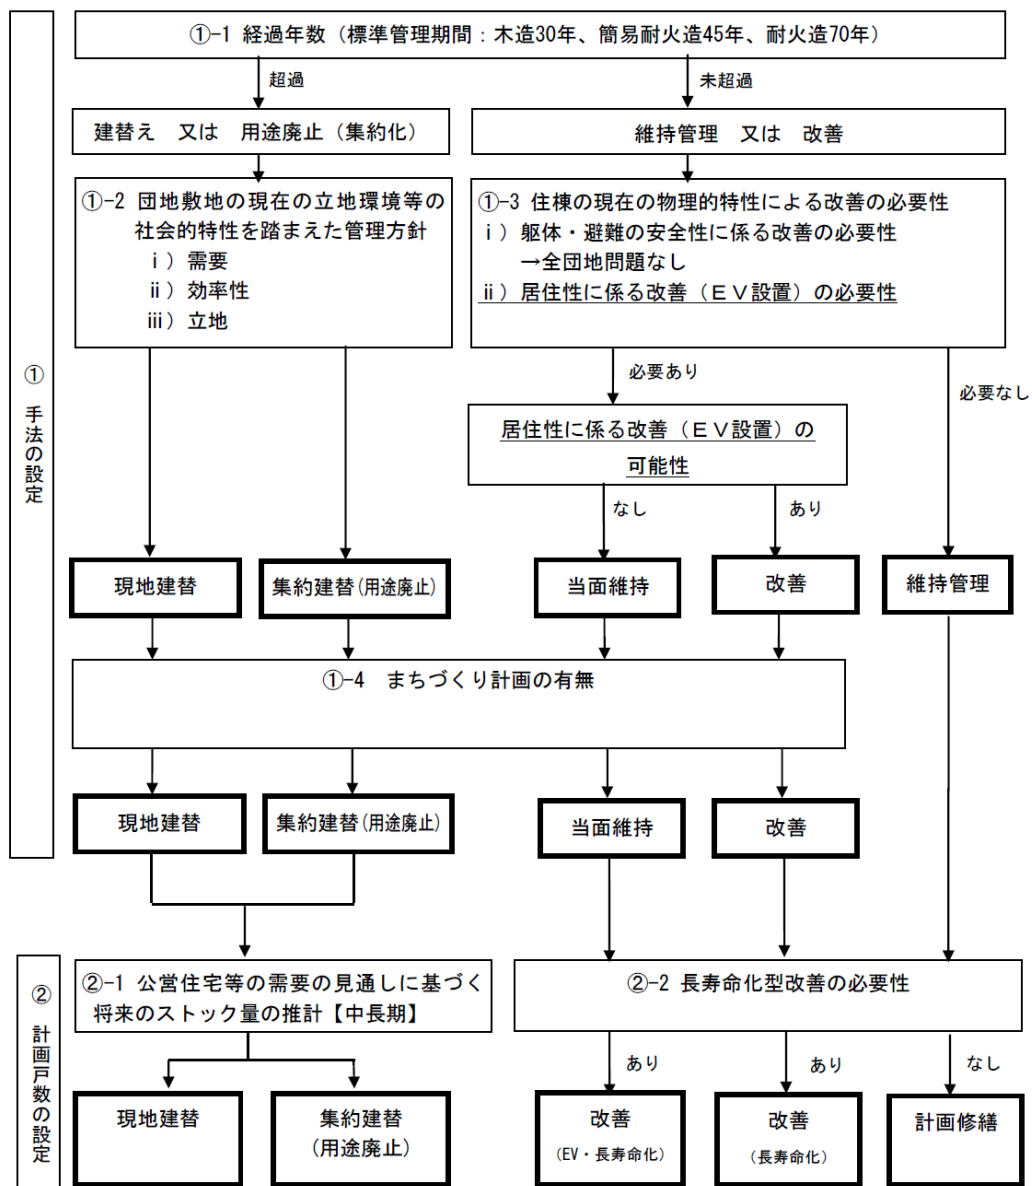 ①-1 経過年数（標準管理期間：木造30年、簡易耐火造45年、耐火造70年）
超過
未超過
建替え 又は 用途廃止（集約化）
維持管理 又は 改善
①-2 団地敷地の現在の立地環境等の
社会的特性を踏まえた管理方針
ⅰ）需要
ⅱ）効率性
ⅲ）立地
①-3 住棟の現在の物理的特性による改善の必要性
ⅰ）躯体・避難の安全性に係る改善の必要性
→全団地問題なし
ⅱ）居住性に係る改善（ＥＶ設置）の必要性
① 手法の設定
必要あり
必要なし
居住性に係る改善（ＥＶ設置）の
可能性
なし
あり
現地建替
集約建替(用途廃止)
当面維持
改善
維持管理
①-4 まちづくり計画の有無
現地建替
集約建替(用途廃止)
当面維持
改善
② 計画戸数の設定
②-1 公営住宅等の需要の見通しに基づく
将来のストック量の推計【中長期】
②-2 長寿命化型改善の必要性
あり
あり
なし
現地建替
集約建替
(用途廃止)
改善
(EV・長寿命化)
改善
（長寿命化）
計画修繕